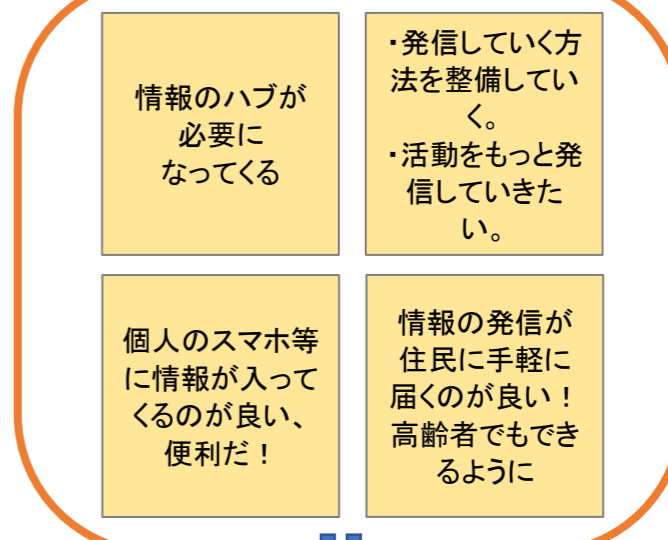 情報のハブが
必要に
なってくる
・発信していく方
法を整備してい
く。
・活動をもっと発
信していきた
い。
個人のスマホ等
に情報が入って
くるのが良い、
便利だ！
情報の発信が
住民に手軽に
届くのが良い！
高齢者でもでき
るように